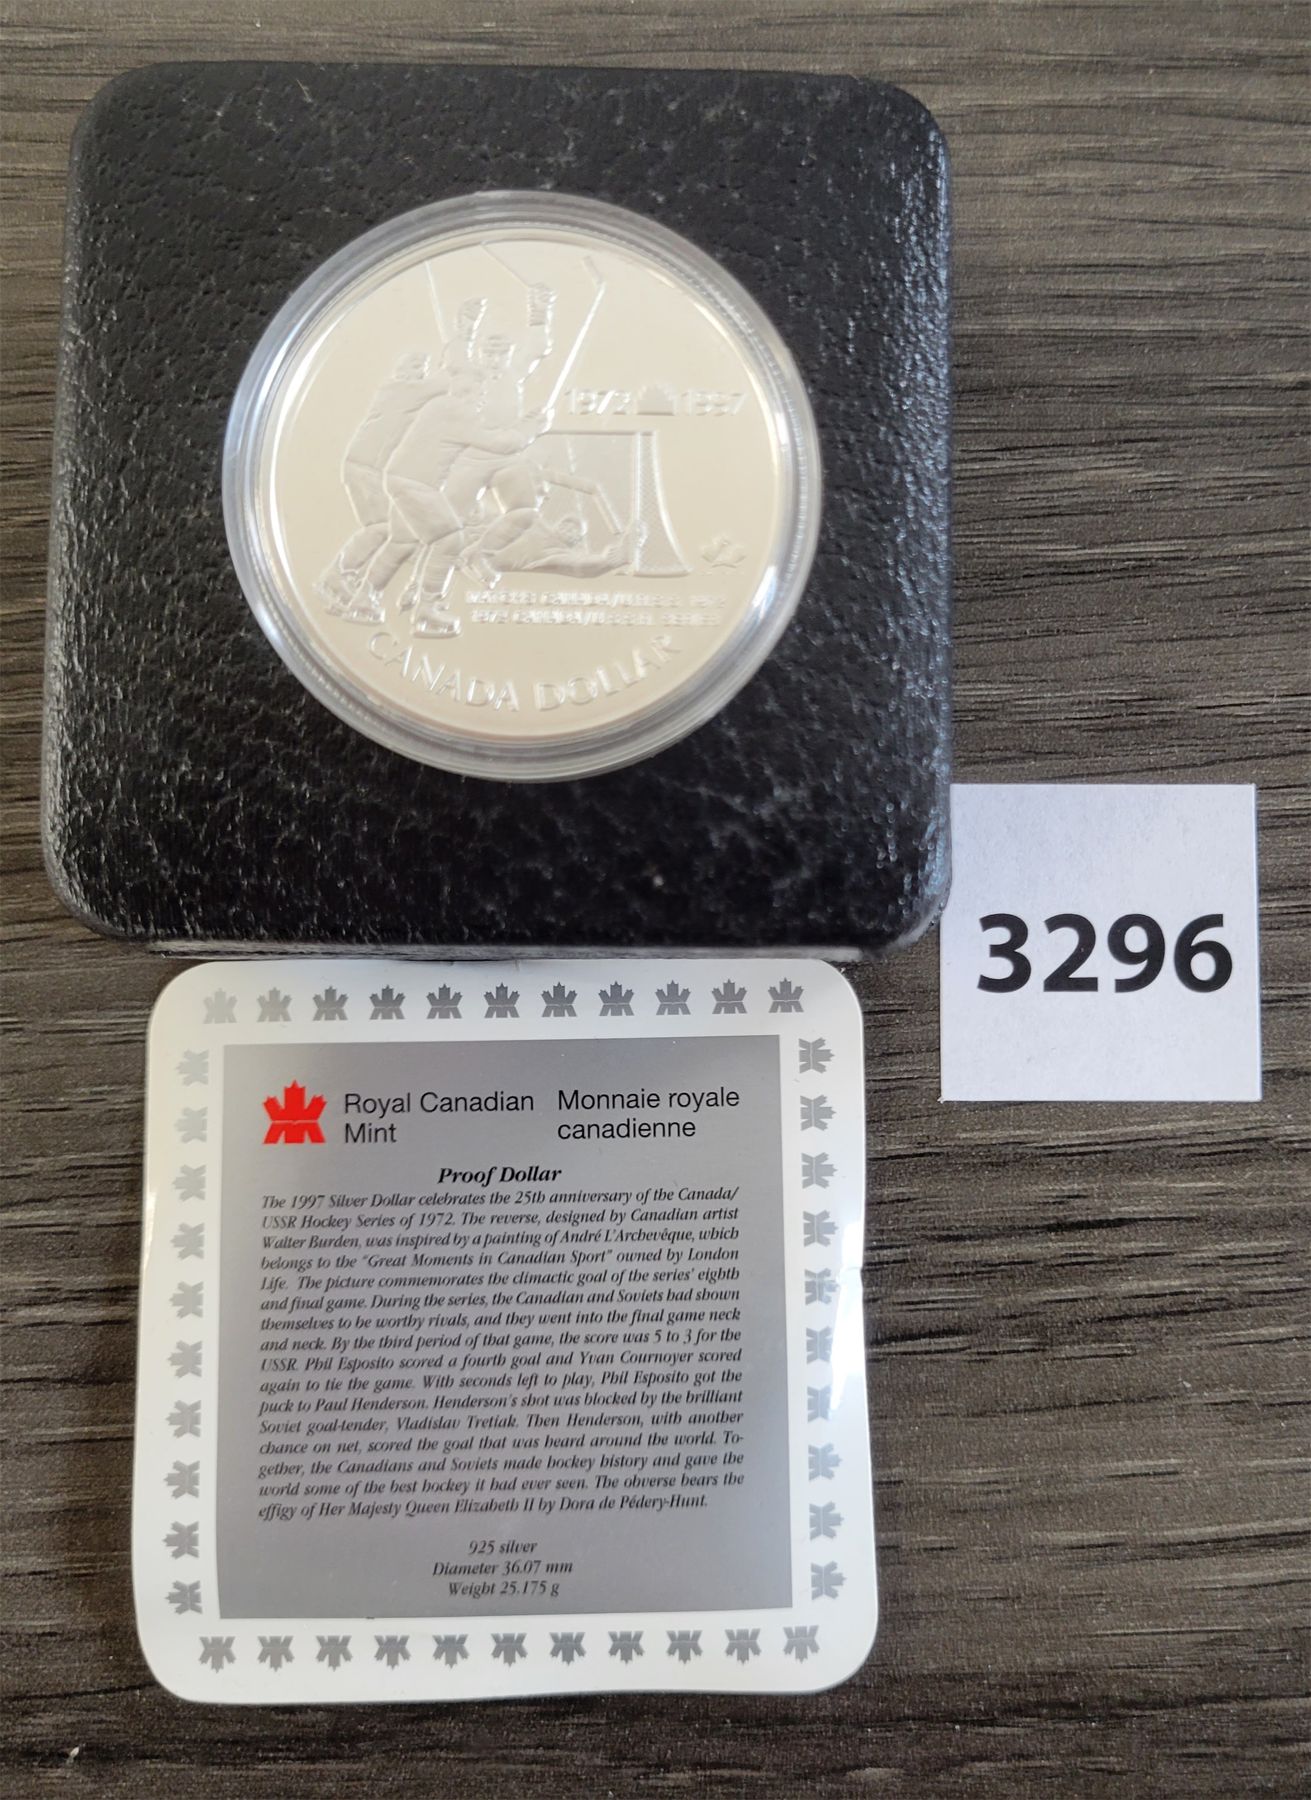 1972 1997
MATCHS CANADA/U.R.S.S. 1972
1972 CANADA/U.S.S.R. SERIES
CANADA DOLLAR
3296
Royal Canadian Mint
Monnaie royale canadienne
Proof Dollar
The 1997 Silver Dollar celebrates the 25th anniversary of the Canada/
USSR Hockey Series of 1972. The reverse, designed by Canadian artist
Walter Burden, was inspired by a painting of André L'Archevêque, which
belongs to the "Great Moments in Canadian Sport" owned by London
Life. The picture commemorates the climactic goal of the series' eighth
and final game. During the series, the Canadian and Soviets had shown
themselves to be worthy rivals, and they went into the final game neck
and neck. By the third period of that game, the score was 5 to 3 for the
USSR. Phil Esposito scored a fourth goal and Yvan Cournoyer scored
again to tie the game. With seconds left to play, Phil Esposito got the
puck to Paul Henderson. Henderson's shot was blocked by the brilliant
Soviet goal-tender, Vladislav Tretiak. Then Henderson, with another
chance on net, scored the goal that was heard around the world. To-
gether, the Canadians and Soviets made hockey history and gave the
world some of the best hockey it had ever seen. The obverse bears the
effigy of Her Majesty Queen Elizabeth II by Dora de Pédery-Hunt.
925 silver
Diameter 36.07 mm
Weight 25.175 g